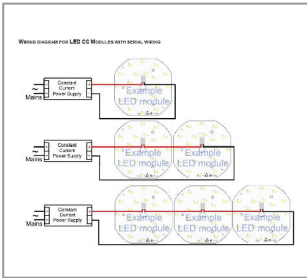 WIRING DIAGRAM FOR LED CC MODULES WITH SERIAL WIRING
Constant
Current
Power Supply
Mains
Example
LED module
Constant
Current
Power Supply
Mains
Example
LED module
Example
LED module
Constant
Current
Power Supply
Mains
Example
LED module
Example
LED module
Example
LED module